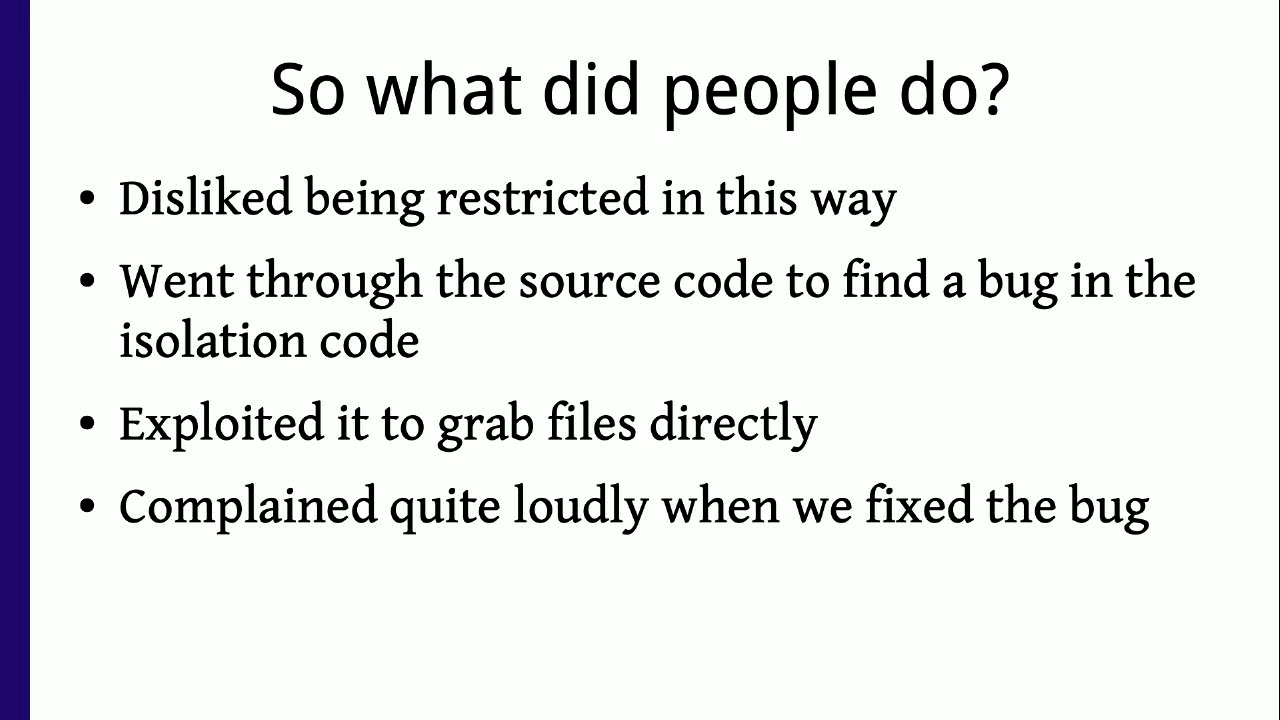 So what did people do?
• Disliked being restricted in this way
• Went through the source code to find a bug in the
isolation code
• Exploited it to grab files directly
• Complained quite loudly when we fixed the bug